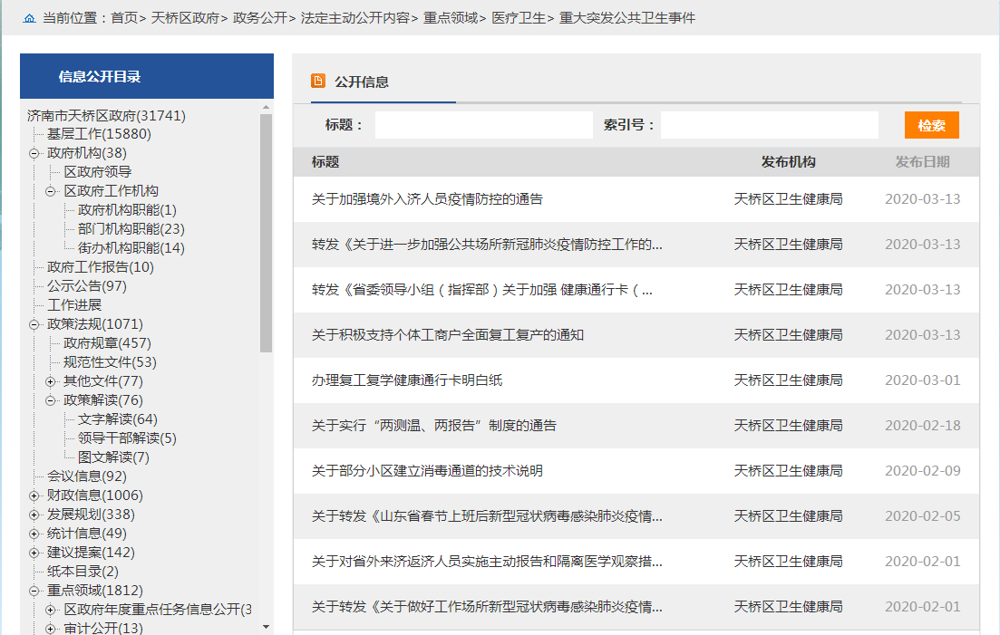 当前位置：首页> 天桥区政府> 政务公开> 法定主动公开内容> 重点领域> 医疗卫生> 重大突发公共卫生事件
信息公开目录
济南市天桥区政府(31741)
基层工作(15880)
政府机构(38)
区政府领导
区政府工作机构
政府机构职能(1)
部门机构职能(23)
街办机构职能(14)
政府工作报告(10)
公示公告(97)
工作进展
政策法规(1071)
政府规章(457)
规范性文件(53)
其他文件(77)
政策解读(76)
文字解读(64)
领导干部解读(5)
图文解读(7)
会议信息(92)
财政信息(1006)
发展规划(338)
统计信息(49)
建议提案(142)
纸本目录(2)
重点领域(1812)
区政府年度重点任务信息公开(3
审计公开(13)
公开信息
标题： 索引号： 检索
标题 发布机构 发布日期
关于加强境外入济人员疫情防控的通告 天桥区卫生健康局 2020-03-13
转发《关于进一步加强公共场所新冠肺炎疫情防控工作的... 天桥区卫生健康局 2020-03-13
转发《省委领导小组（指挥部）关于加强 健康通行卡（... 天桥区卫生健康局 2020-03-13
关于积极支持个体工商户全面复工复产的通知 天桥区卫生健康局 2020-03-13
办理复工复学健康通行卡明白纸 天桥区卫生健康局 2020-03-01
关于实行“两测温、两报告”制度的通告 天桥区卫生健康局 2020-02-18
关于部分小区建立消毒通道的技术说明 天桥区卫生健康局 2020-02-09
关于转发《山东省春节上班后新型冠状病毒感染肺炎疫情... 天桥区卫生健康局 2020-02-05
关于对省外来济返济人员实施主动报告和隔离医学观察措... 天桥区卫生健康局 2020-02-01
关于转发《关于做好工作场所新型冠状病毒感染肺炎疫情... 天桥区卫生健康局 2020-02-01